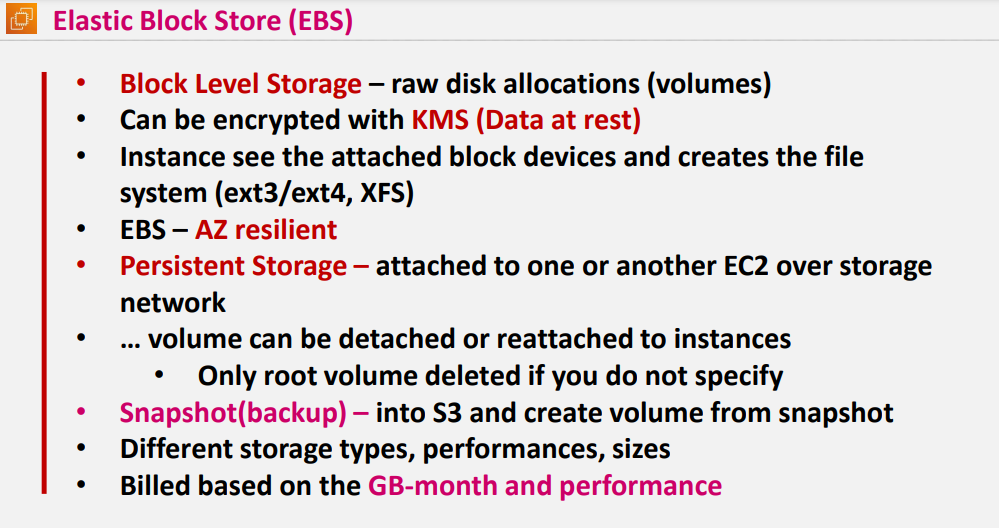 Elastic Block Store (EBS)
• Block Level Storage – raw disk allocations (volumes)
• Can be encrypted with KMS (Data at rest)
• Instance see the attached block devices and creates the file
system (ext3/ext4, XFS)
• EBS – AZ resilient
• Persistent Storage – attached to one or another EC2 over storage
network
• ... volume can be detached or reattached to instances
• Only root volume deleted if you do not specify
• Snapshot(backup) – into S3 and create volume from snapshot
• Different storage types, performances, sizes
• Billed based on the GB-month and performance